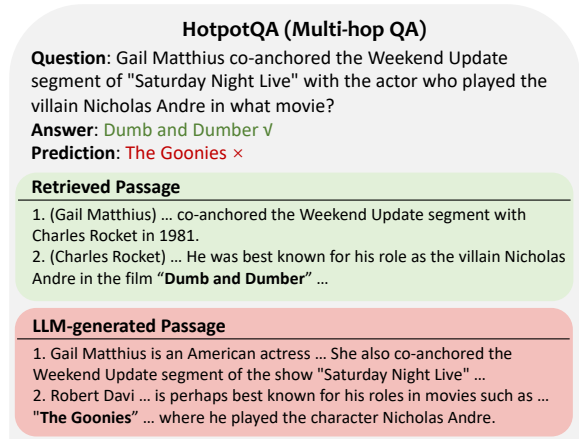 HotpotQA (Multi-hop QA)
Question: Gail Matthius co-anchored the Weekend Update
segment of "Saturday Night Live" with the actor who played the
villain Nicholas Andre in what movie?
Answer: Dumb and Dumber √
Prediction: The Goonies ×
Retrieved Passage
1. (Gail Matthius) ... co-anchored the Weekend Update segment with
Charles Rocket in 1981.
2. (Charles Rocket) ... He was best known for his role as the villain Nicholas
Andre in the film “Dumb and Dumber” ...
LLM-generated Passage
1. Gail Matthius is an American actress ... She also co-anchored the
Weekend Update segment of the show "Saturday Night Live" ...
2. Robert Davi ... is perhaps best known for his roles in movies such as ...
"The Goonies” ... where he played the character Nicholas Andre.